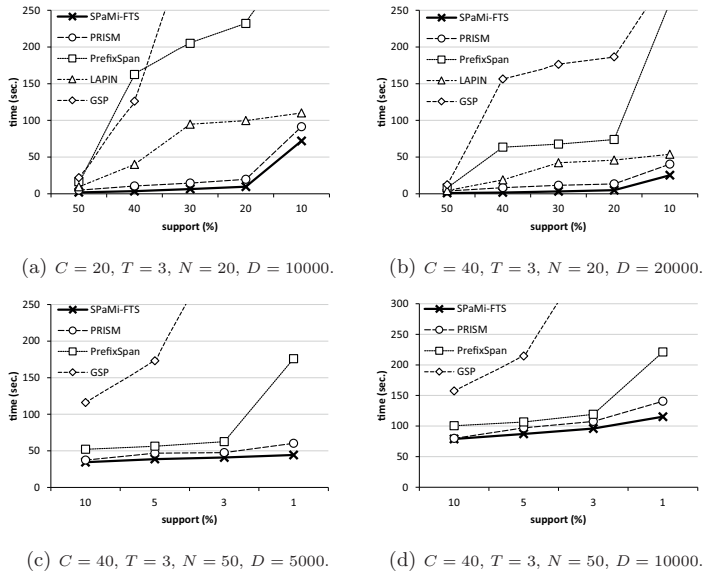 250
200
150
100
50
0
time (sec.)
SPaMi-FTS
PRISM
PrefixSpan
LAPIN
GSP
50 40 30 20 10
support (%)
(a) C = 20, T = 3, N = 20, D = 10000.
250
200
150
100
50
0
time (sec.)
SPaMi-FTS
PRISM
PrefixSpan
LAPIN
GSP
50 40 30 20 10
support (%)
(b) C = 40, T = 3, N = 20, D = 20000.
250
200
150
100
50
0
time (sec.)
SPaMi-FTS
PRISM
PrefixSpan
GSP
10 5 3 1
support (%)
(c) C = 40, T = 3, N = 50, D = 5000.
300
250
200
150
100
50
0
time (sec.)
SPaMi-FTS
PRISM
PrefixSpan
GSP
10 5 3 1
support (%)
(d) C = 40, T = 3, N = 50, D = 10000.